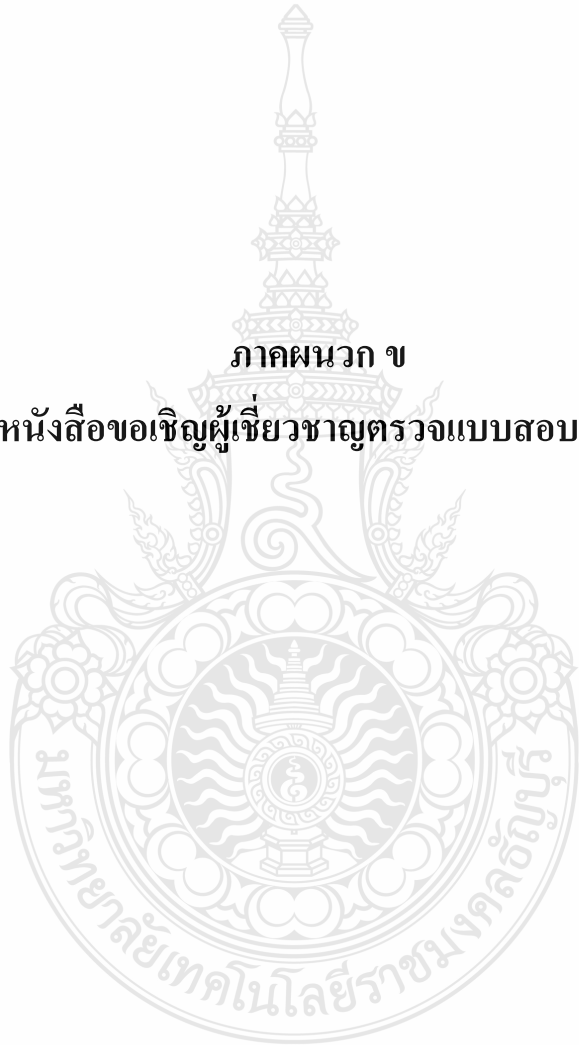 ภาคผนวก ข
หนังสือขอเชิญผู้เชี่ยวชาญตรวจแบบสอบ
มหาวิทยาลัยเทคโนโลยีราชมงคลธัญบุรี